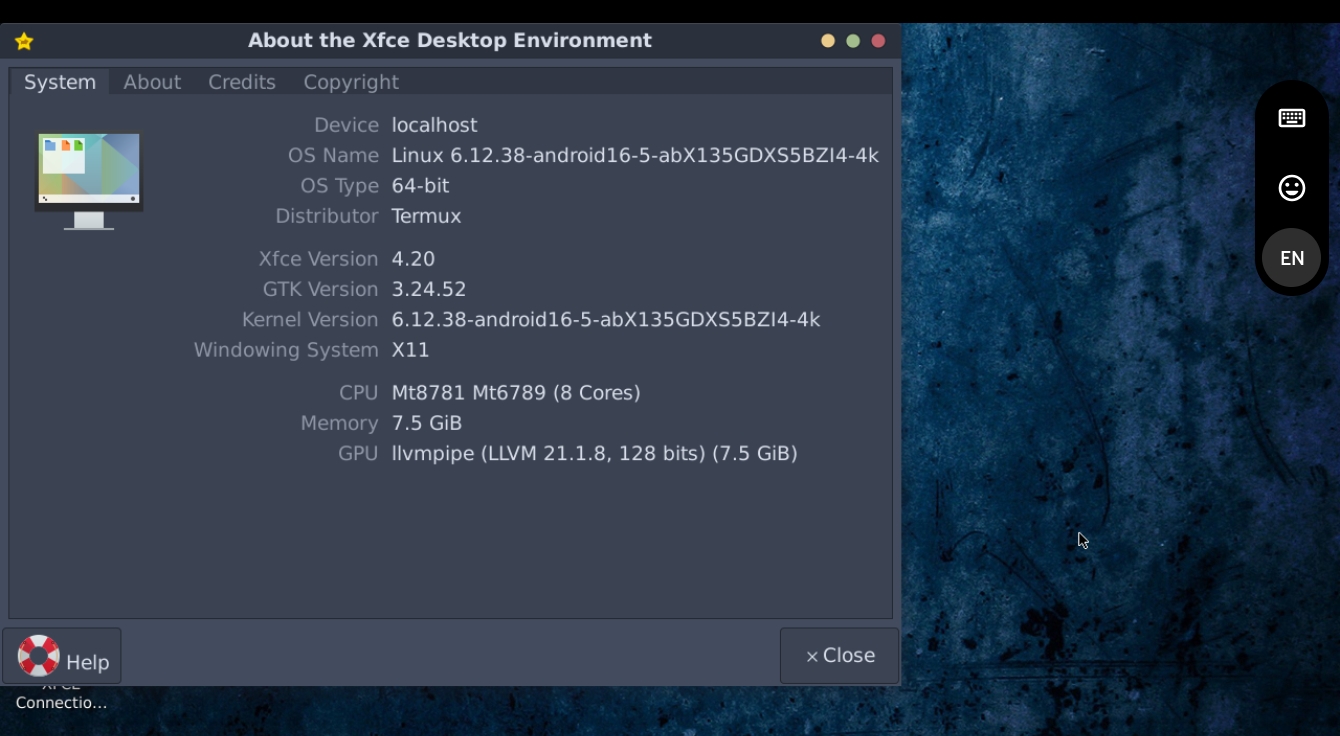 About the Xfce Desktop Environment
System About Credits Copyright
Device localhost
OS Name Linux 6.12.38-android16-5-abX135GDXS5BZI4-4k
OS Type 64-bit
Distributor Termux
Xfce Version 4.20
GTK Version 3.24.52
Kernel Version 6.12.38-android16-5-abX135GDXS5BZI4-4k
Windowing System X11
CPU Mt8781 Mt6789 (8 Cores)
Memory 7.5 GiB
GPU llvmpipe (LLVM 21.1.8, 128 bits) (7.5 GiB)
Help
× Close
Connectio...
EN